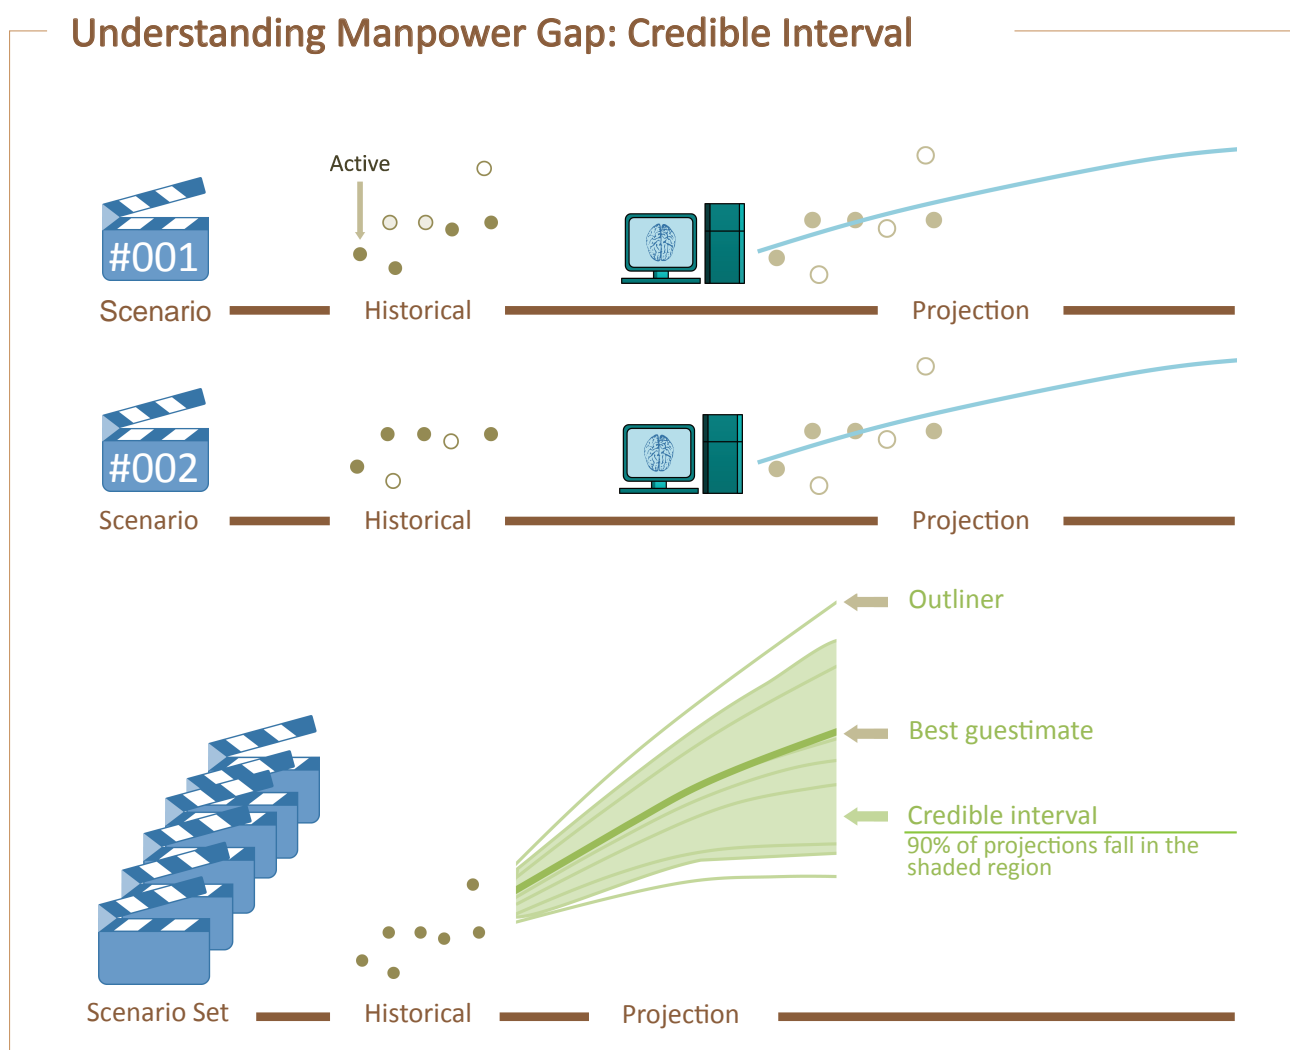 Understanding Manpower Gap: Credible Interval
Active
#001
Scenario
Historical
Projection
#002
Scenario
Historical
Projection
Outliner
Best guestimate
Credible interval
90% of projections fall in the
shaded region
Scenario Set
Historical
Projection